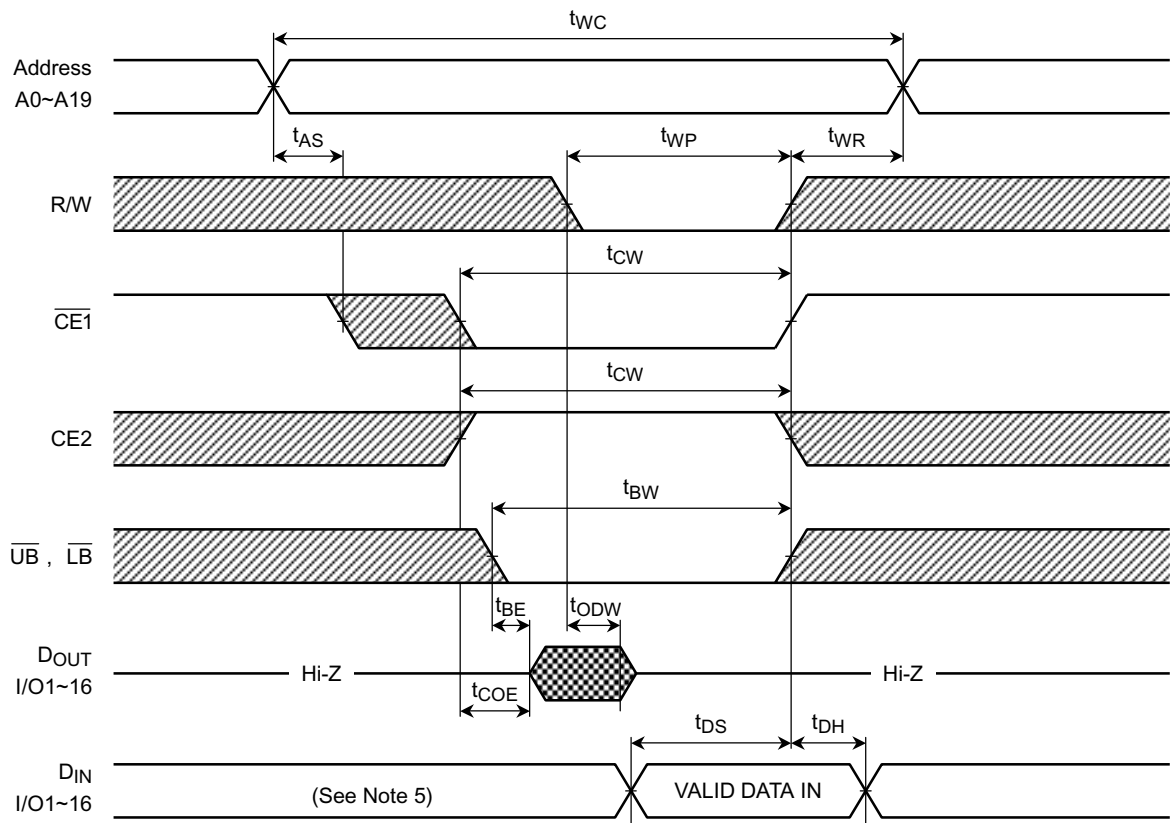 tWC
Address
A0~A19
tAS
tWP
tWR
R/W
tCW
CE1
tCW
CE2
tBW
UB , LB
tBE
tODW
DOUT
I/O1~16
Hi-Z
Hi-Z
tCOE
tDS
tDH
DIN
I/O1~16
(See Note 5)
VALID DATA IN